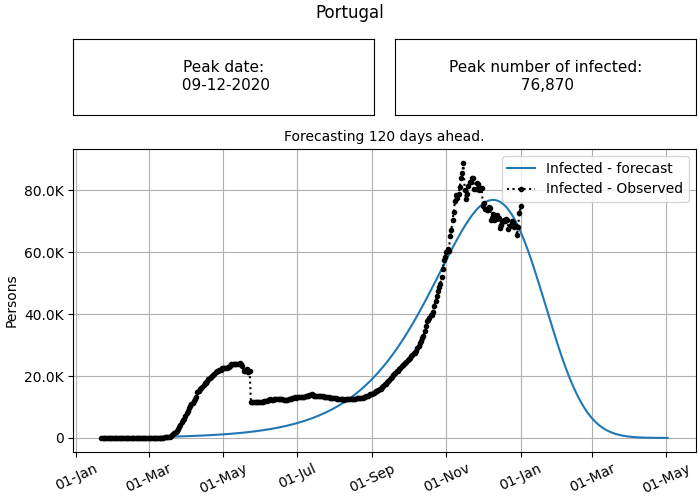 Portugal
Peak date:
09-12-2020
Peak number of infected:
76,870
Forecasting 120 days ahead.
Infected - forecast
Infected - Observed
Persons
80.0K
60.0K
40.0K
20.0K
0
01-Jan
01-Mar
01-May
01-Jul
01-Sep
01-Nov
01-Jan
01-Mar
01-May